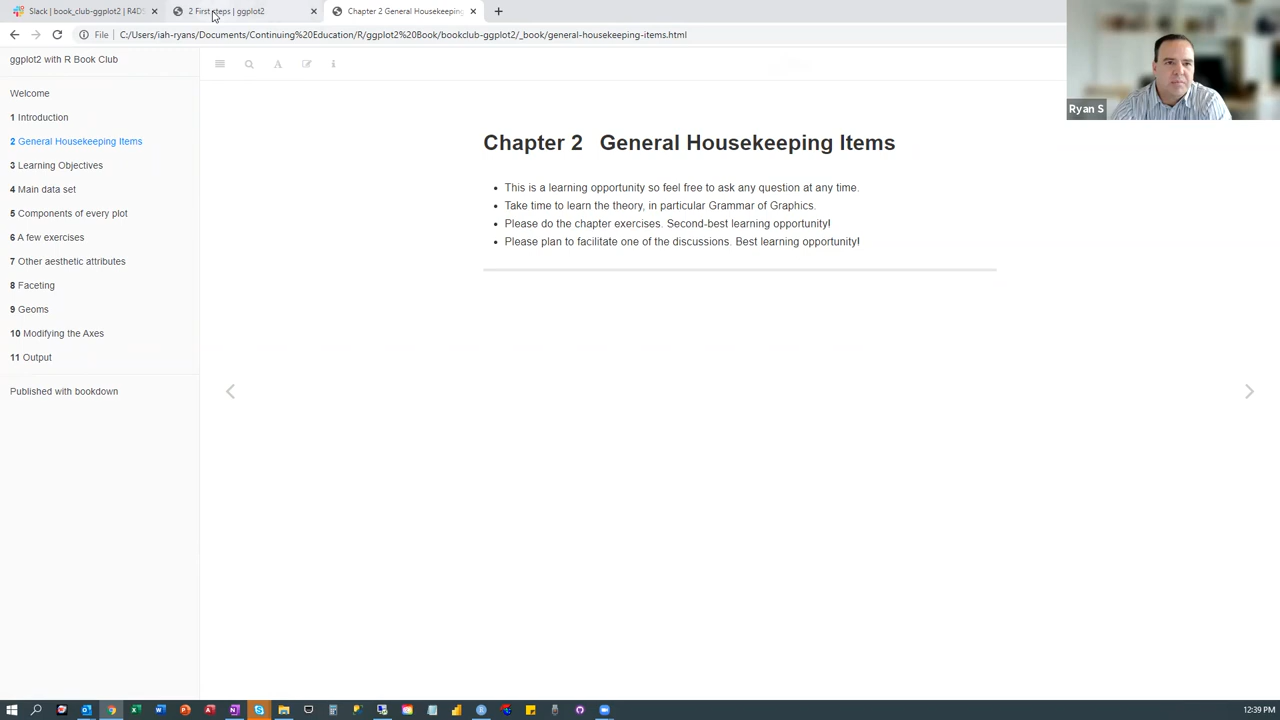 Slack | book_club-ggplot2 | R4DS
2 First steps | ggplot2
Chapter 2 General Housekeeping
File
C:/Users/iah-ryans/Documents/Continuing%20Education/R/ggplot2%20Book/bookclub-ggplot2/_book/general-housekeeping-items.html
ggplot2 with R Book Club
Welcome
1 Introduction
2 General Housekeeping Items
3 Learning Objectives
4 Main data set
5 Components of every plot
6 A few exercises
7 Other aesthetic attributes
8 Faceting
9 Geoms
10 Modifying the Axes
11 Output
Published with bookdown
Chapter 2 General Housekeeping Items
• This is a learning opportunity so feel free to ask any question at any time.
• Take time to learn the theory, in particular Grammar of Graphics.
• Please do the chapter exercises. Second-best learning opportunity!
• Please plan to facilitate one of the discussions. Best learning opportunity!
Ryan S
12:39 PM